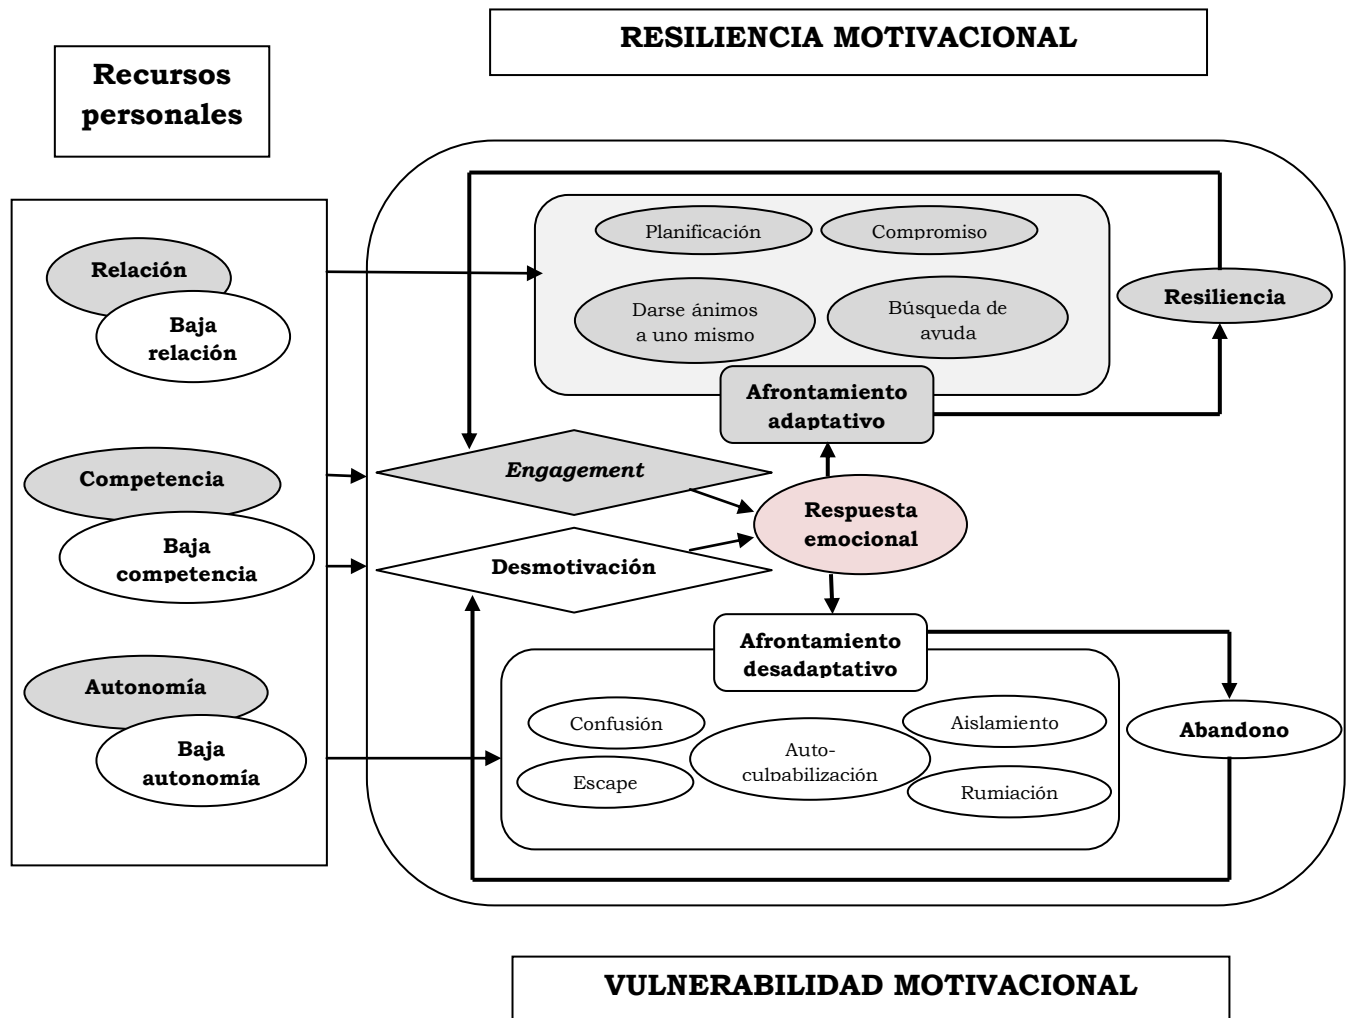 RESILIENCIA MOTIVACIONAL
Recursos
personales
Relación
Baja
relación
Competencia
Baja
competencia
Autonomía
Baja
autonomía
Planificación
Compromiso
Darse ánimos
a uno mismo
Búsqueda de
ayuda
Afrontamiento
adaptativo
Resiliencia
Engagement
Desmotivación
Respuesta
emocional
Afrontamiento
desadaptativo
Confusión
Escape
Auto-
culpabilización
Aislamiento
Rumiación
Abandono
VULNERABILIDAD MOTIVACIONAL